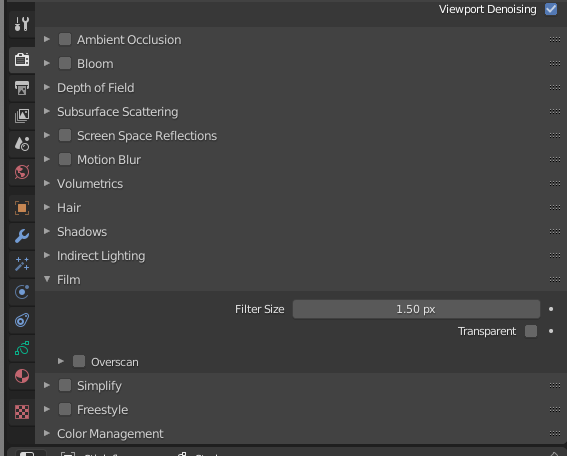 Viewport Denoising
Ambient Occlusion
Bloom
Depth of Field
Subsurface Scattering
Screen Space Reflections
Motion Blur
Volumetrics
Hair
Shadows
Indirect Lighting
Film
Filter Size 1.50 px
Transparent
Overscan
Simplify
Freestyle
Color Management